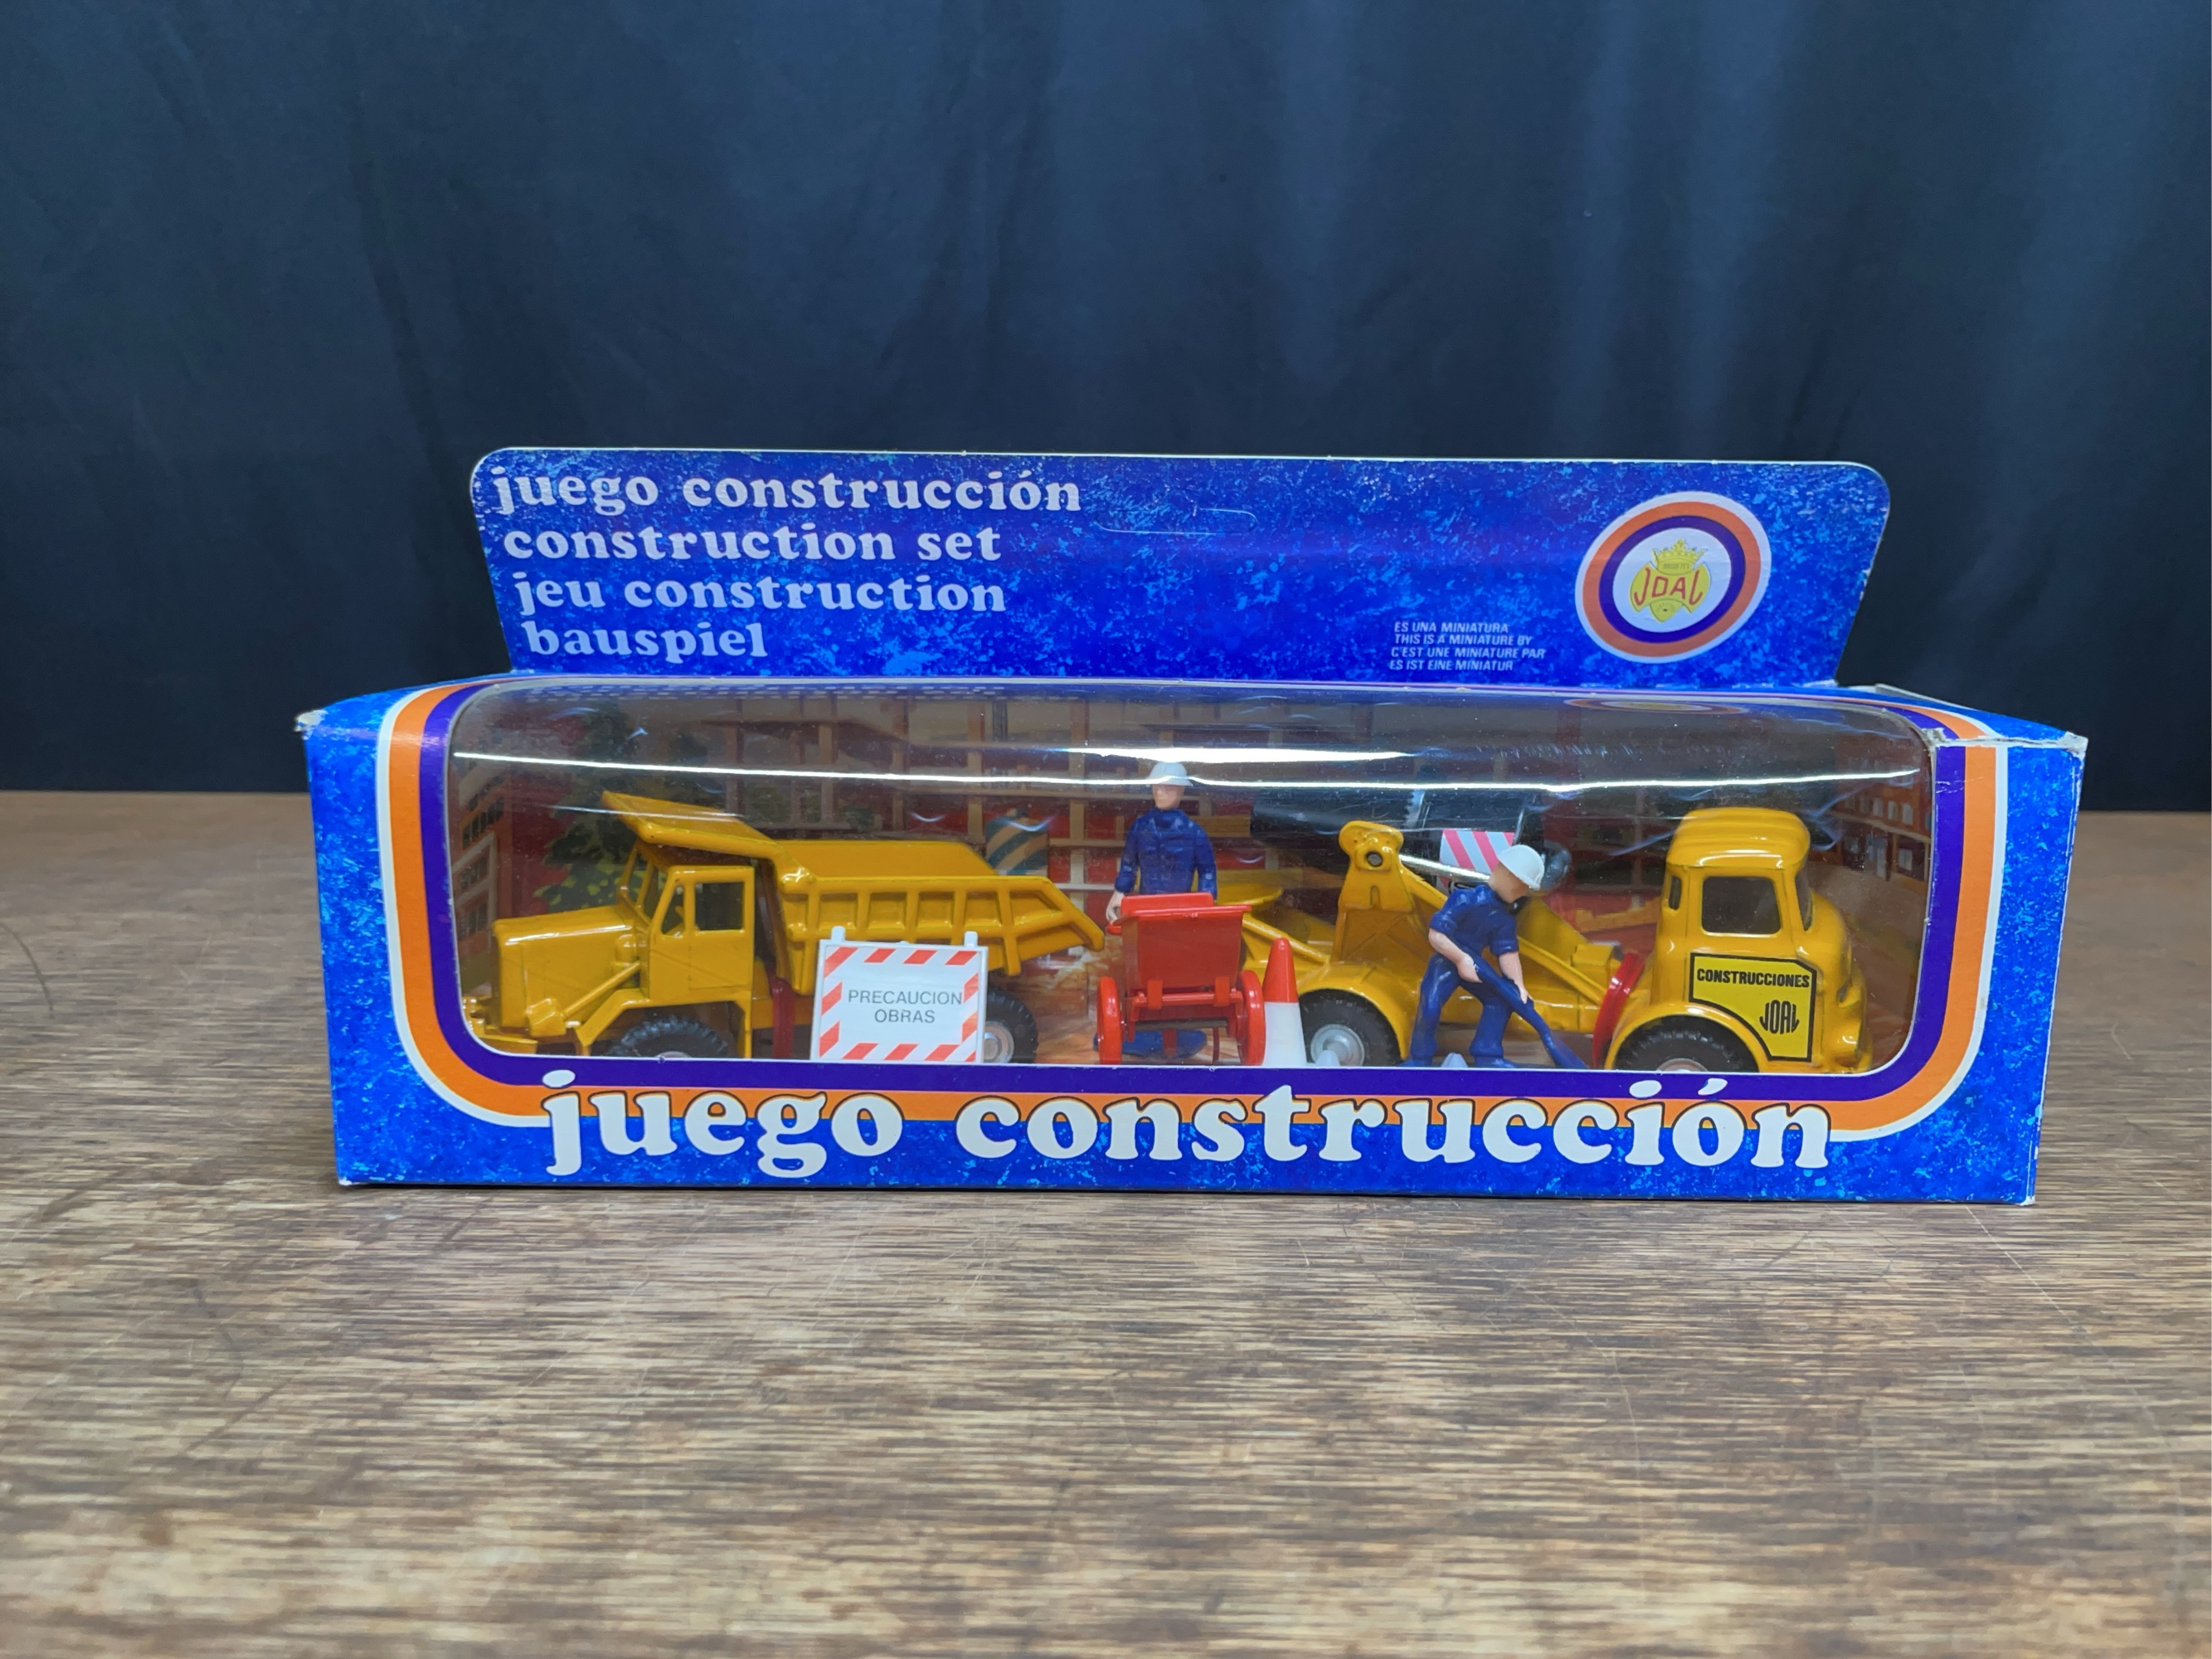 juego construcción
construction set
jeu construction
bauspiel
JOAL
ES UNA MINIATURA
THIS IS A MINIATURE BY
C'EST UNE MINIATURE PAR
ES IST EINE MINIATUR
PRECAUCION
OBRAS
CONSTRUCCIONES
JOAL
juego construcción